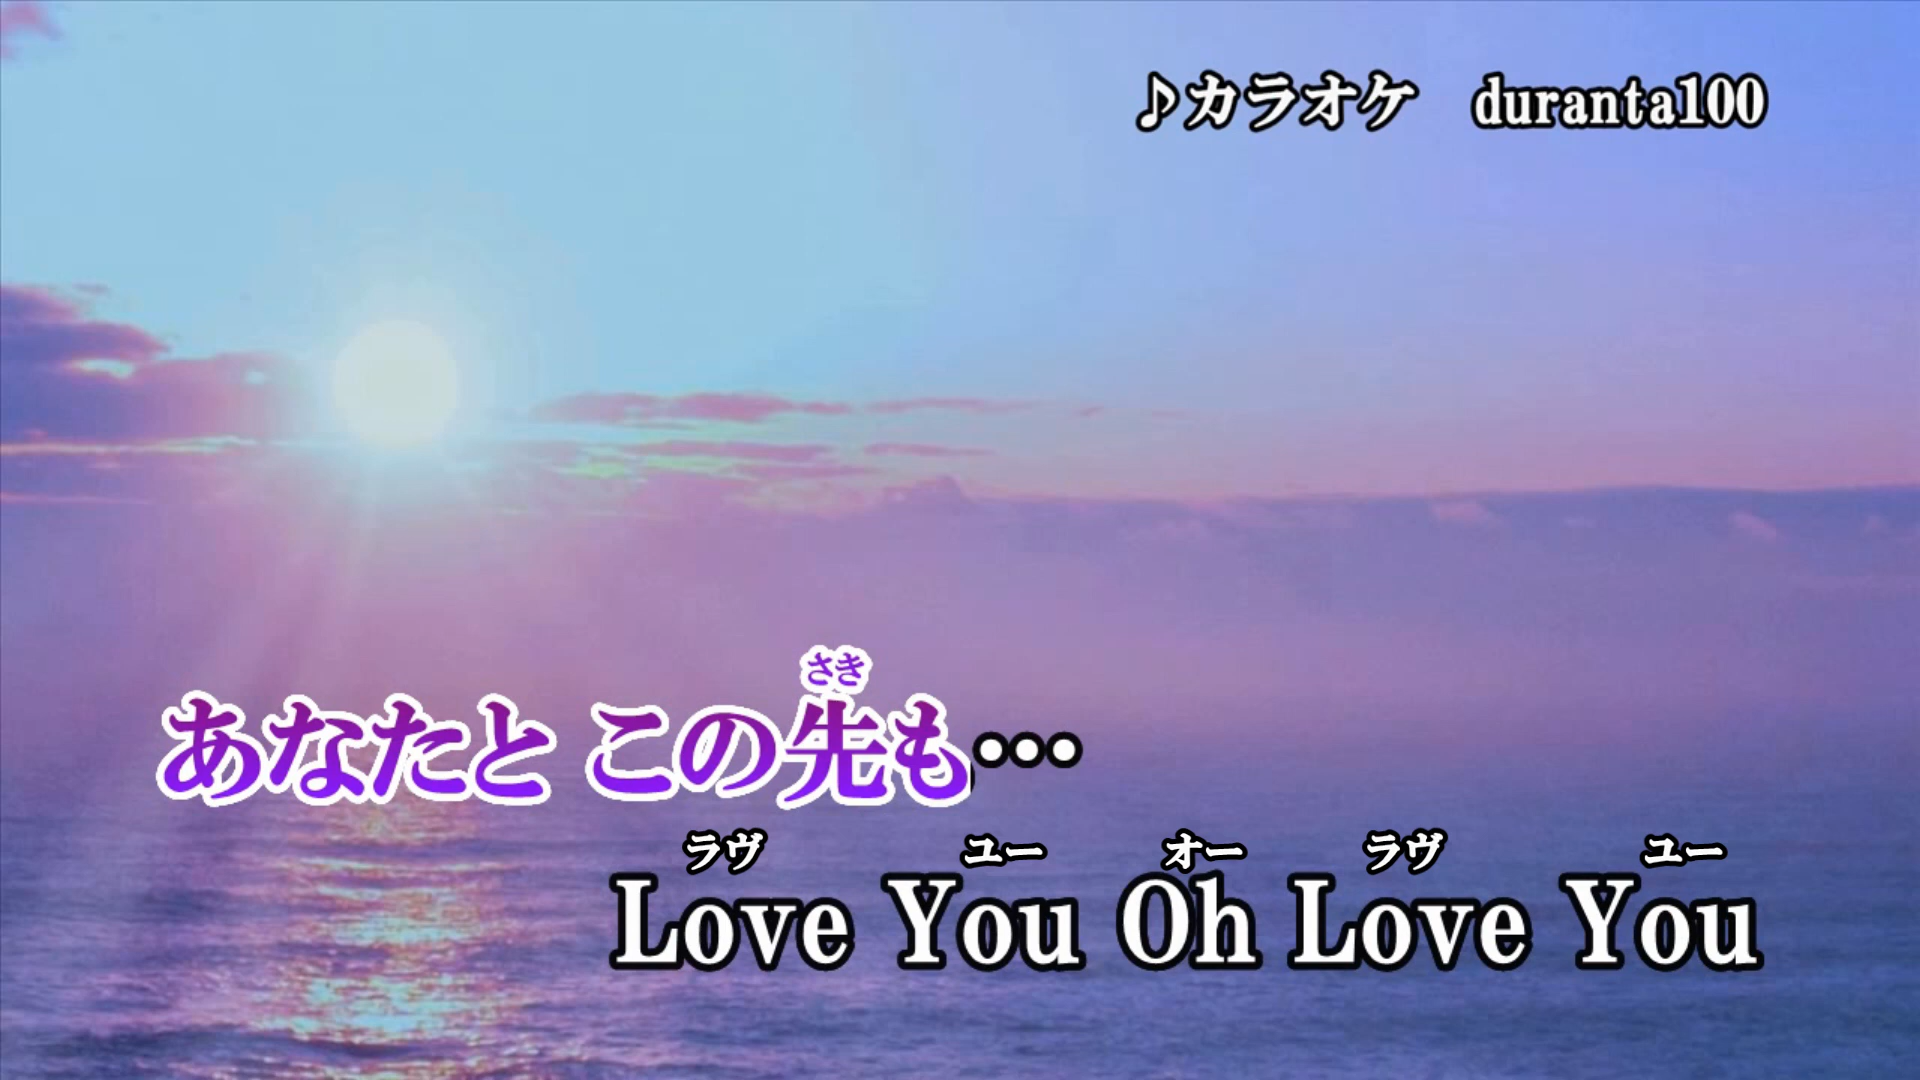 ♪カラオケ　duranta100
さき
あなたと この先も…
ラヴ ユー オー ラヴ ユー
Love You Oh Love You